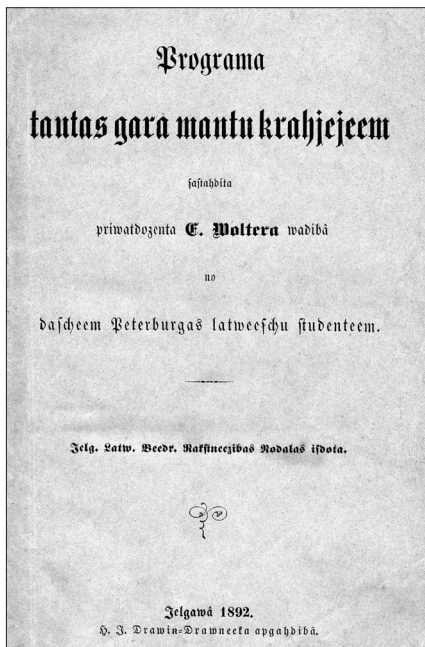 Programa
tautas gara mantu krahjejeem
ſaſtahdita
priwatdozenta E. Woltera wadibâ
no
daſcheem Peterburgas latweeſchu ſtudenteem.
Jelg. Latw. Beedr. Rakſtneezibas Nodalas iſdota.
Jelgawâ 1892.
H. J. Drawin-Drawneeka apgahdibâ.